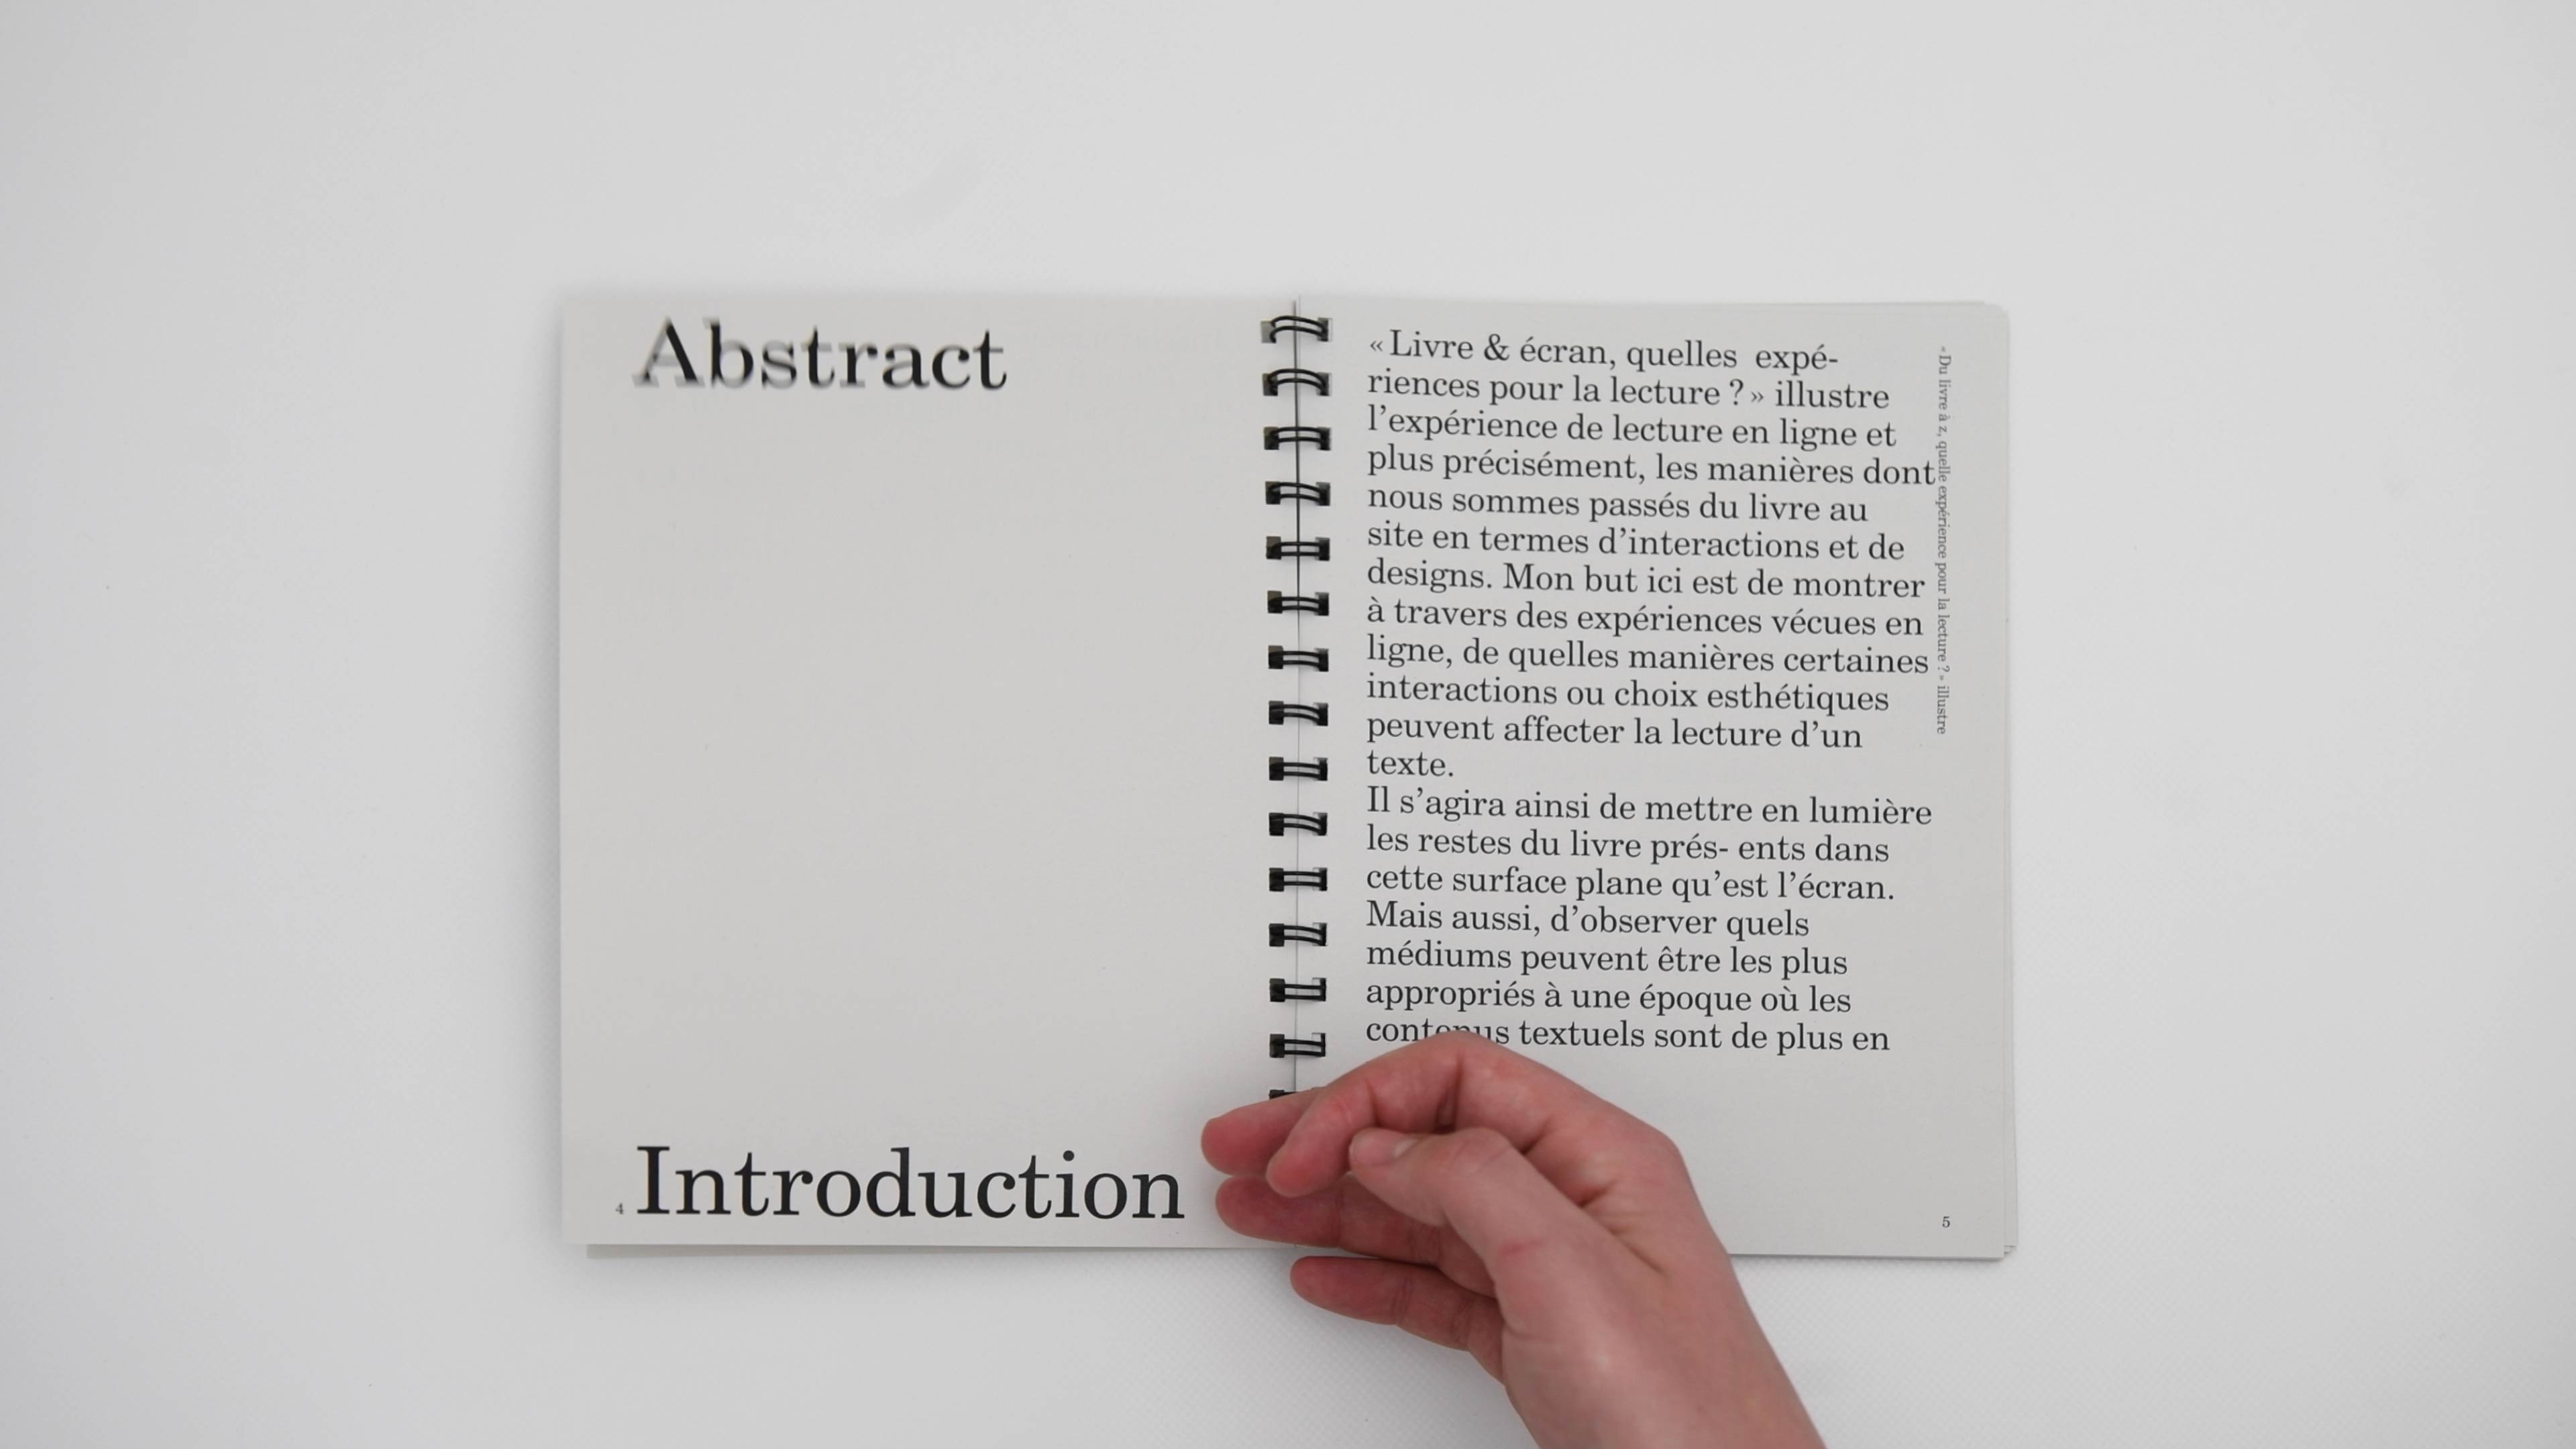 Abstract
4 Introduction
« Livre & écran, quelles expé-
riences pour la lecture ? » illustre
l’expérience de lecture en ligne et
plus précisément, les manières dont
nous sommes passés du livre au
site en termes d’interactions et de
designs. Mon but ici est de montrer
à travers des expériences vécues en
ligne, de quelles manières certaines
interactions ou choix esthétiques
peuvent affecter la lecture d’un
texte.
Il s’agira ainsi de mettre en lumière
les restes du livre prés- ents dans
cette surface plane qu’est l’écran.
Mais aussi, d’observer quels
médiums peuvent être les plus
appropriés à une époque où les
contenus textuels sont de plus en
« Du livre à z, quelle expérience pour la lecture ? » illustre
5